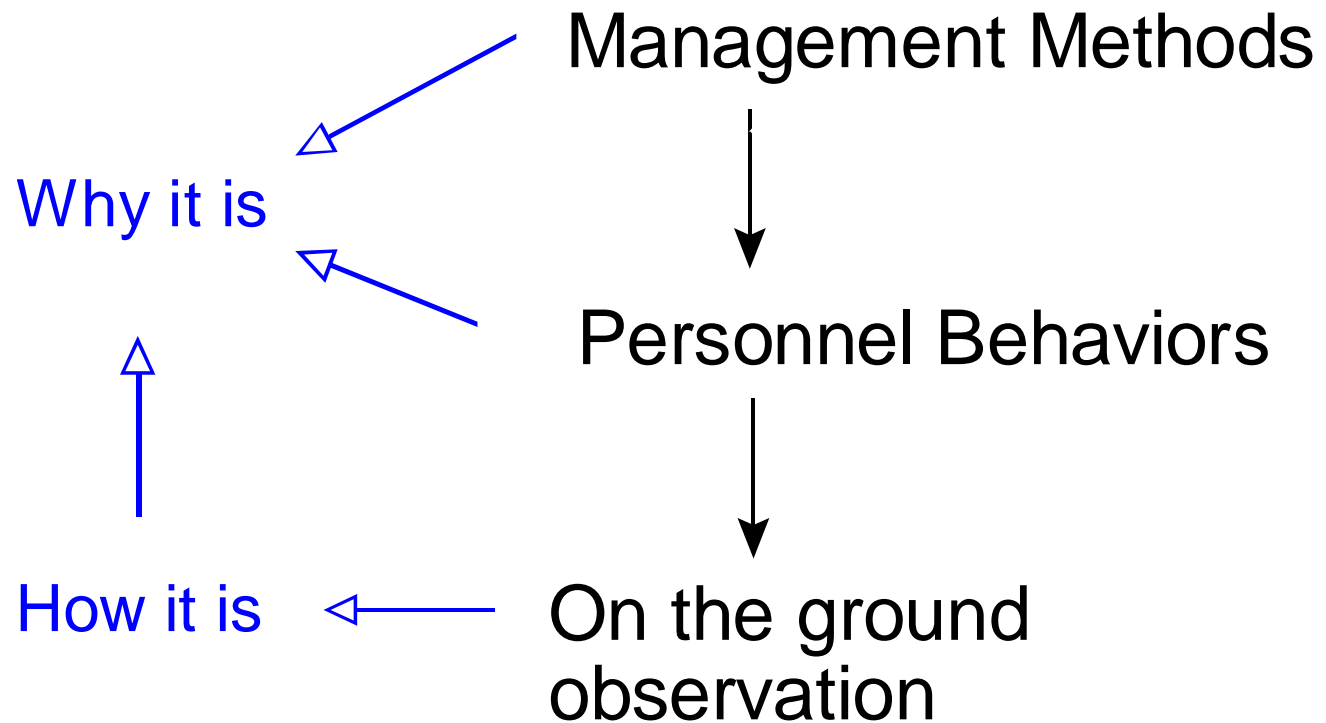 Management Methods
Why it is
Personnel Behaviors
How it is
On the ground
observation